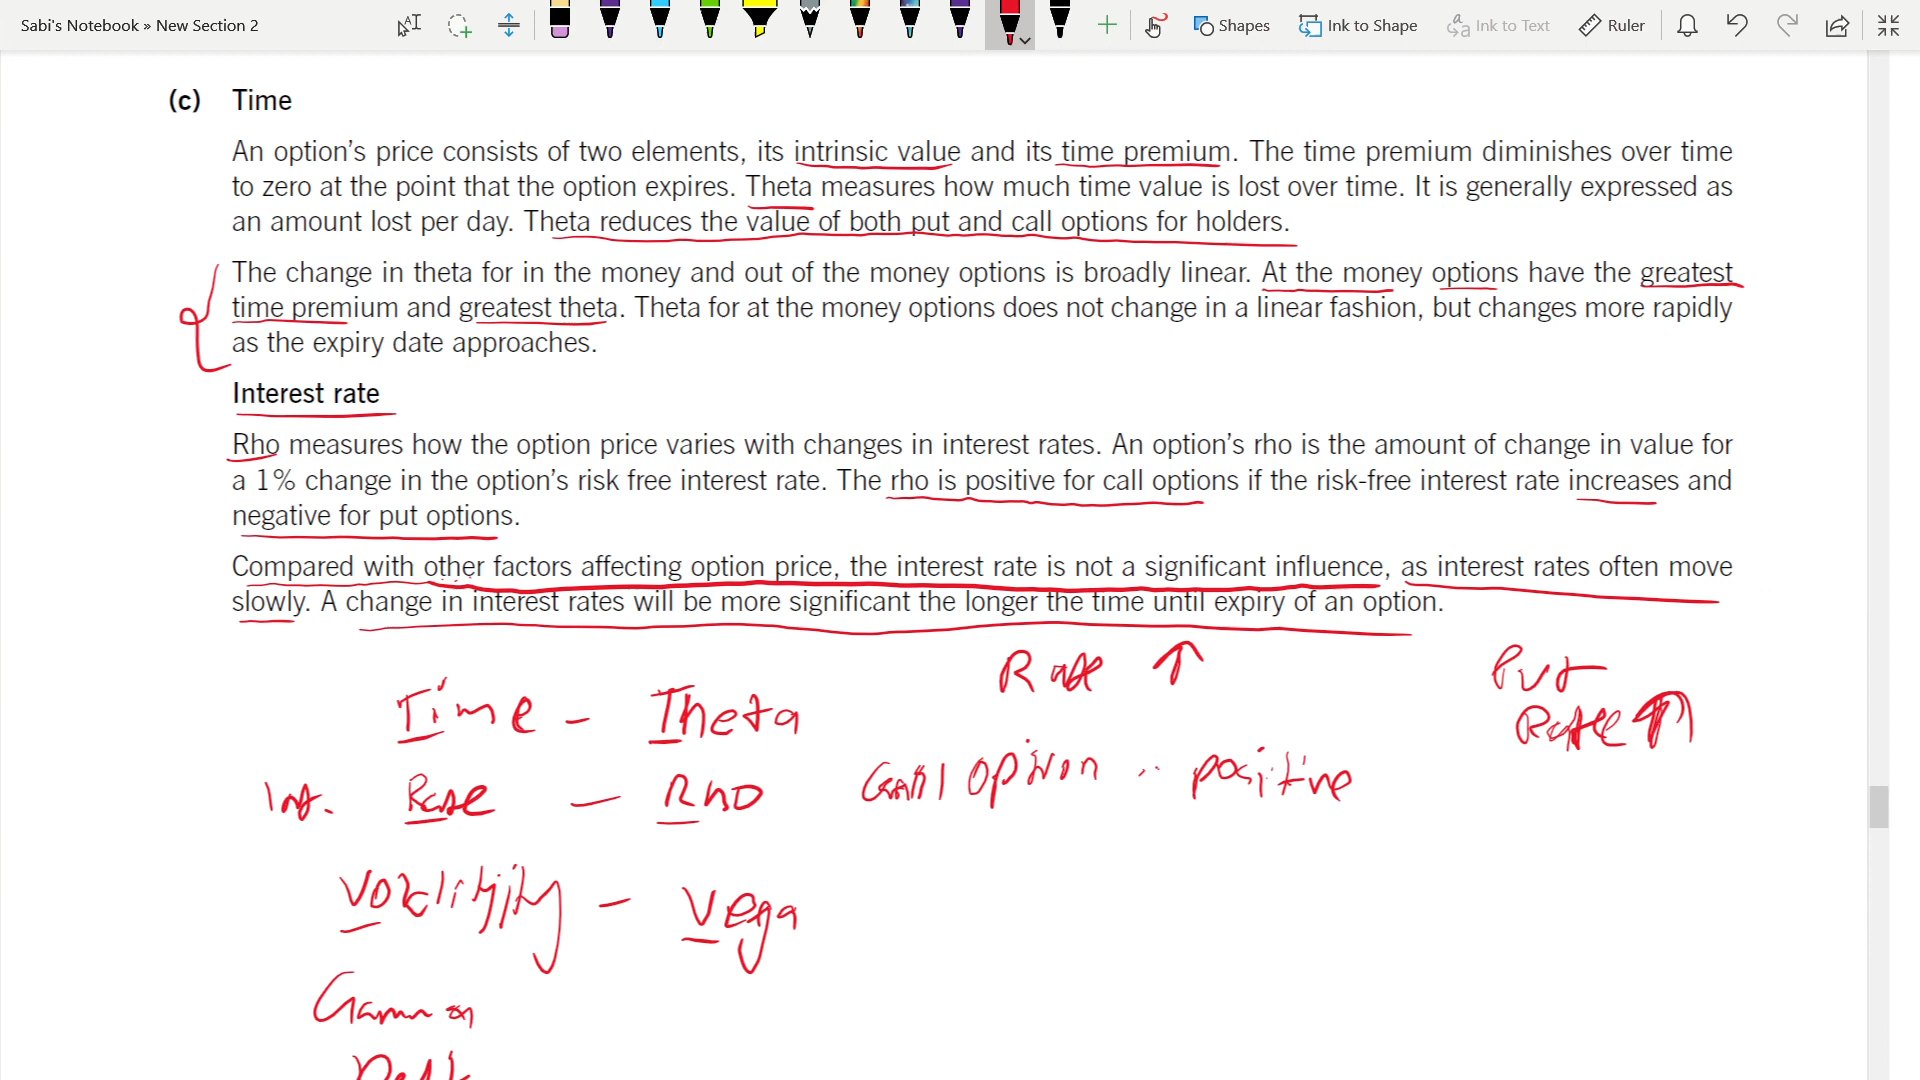 Sabi's Notebook » New Section 2
Shapes
Ink to Shape
Ink to Text
Ruler
(c) Time
An option's price consists of two elements, its intrinsic value and its time premium. The time premium diminishes over time
to zero at the point that the option expires. Theta measures how much time value is lost over time. It is generally expressed as
an amount lost per day. Theta reduces the value of both put and call options for holders.
The change in theta for in the money and out of the money options is broadly linear. At the money options have the greatest
time premium and greatest theta. Theta for at the money options does not change in a linear fashion, but changes more rapidly
as the expiry date approaches.
Interest rate
Rho measures how the option price varies with changes in interest rates. An option's rho is the amount of change in value for
a 1% change in the option's risk free interest rate. The rho is positive for call options if the risk-free interest rate increases and
negative for put options.
Compared with other factors affecting option price, the interest rate is not a significant influence, as interest rates often move
slowly. A change in interest rates will be more significant the longer the time until expiry of an option.
Rate ↑
Put
Rate ↑
Time - Theta
Int. Rate - Rho
Call option .. positive
- Vega